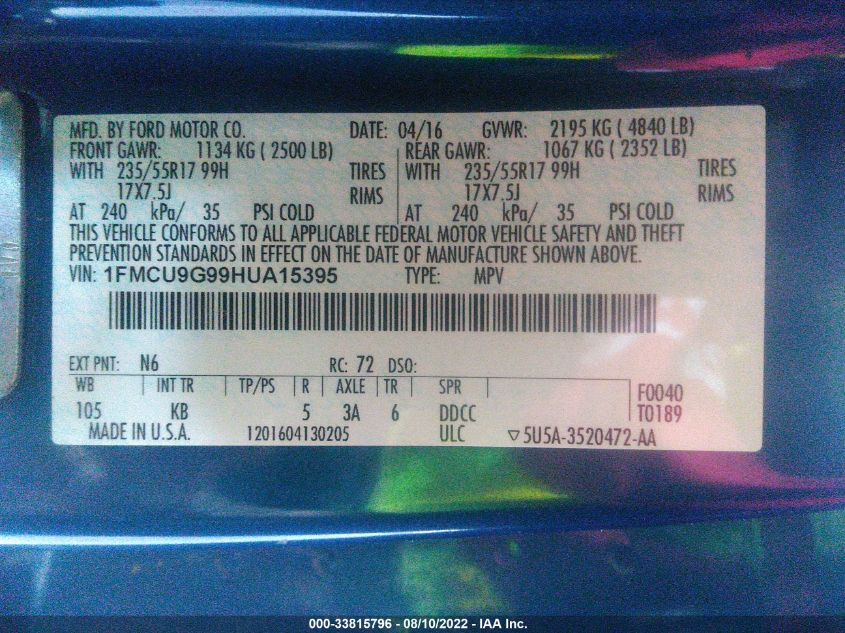 MFD. BY FORD MOTOR CO. DATE: 04/16 GVWR: 2195 KG ( 4840 LB)
FRONT GAWR: 1134 KG ( 2500 LB) REAR GAWR: 1067 KG ( 2352 LB)
WITH 235/55R17 99H TIRES WITH 235/55R17 99H TIRES
17X7.5J RIMS 17X7.5J RIMS
AT 240 kPa/ 35 PSI COLD AT 240 kPa/ 35 PSI COLD
THIS VEHICLE CONFORMS TO ALL APPLICABLE FEDERAL MOTOR VEHICLE SAFETY AND THEFT
PREVENTION STANDARDS IN EFFECT ON THE DATE OF MANUFACTURE SHOWN ABOVE.
VIN: 1FMCU9G99HUA15395 TYPE: MPV
EXT PNT: N6 RC: 72 DSO:
WB INT TR TP/PS R AXLE TR SPR F0040
105 KB 5 3A 6 DDCC T0189
MADE IN U.S.A. 1201604130205 ULC ▽5U5A-3520472-AA
000-33815796 - 08/10/2022 - IAA Inc.